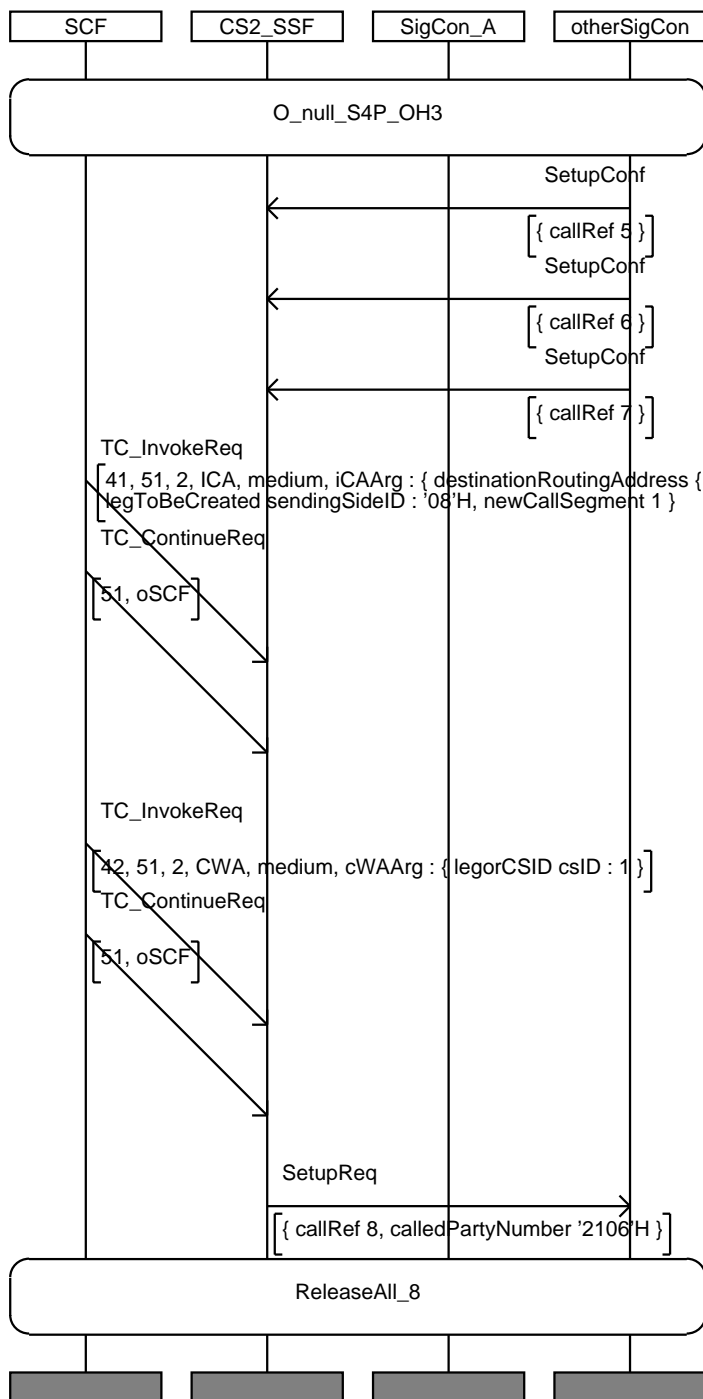 SCF CS2_SSF SigCon_A otherSigCon
O_null_S4P_OH3
SetupConf
{ callRef 5 }
SetupConf
{ callRef 6 }
SetupConf
{ callRef 7 }
TC_InvokeReq
41, 51, 2, ICA, medium, iCAArg : { destinationRoutingAddress {
legToBeCreated sendingSideID : ’08’H, newCallSegment 1 }
TC_ContinueReq
51, oSCF
TC_InvokeReq
42, 51, 2, CWA, medium, cWAArg : { legorCSID csID : 1 }
TC_ContinueReq
51, oSCF
SetupReq
{ callRef 8, calledPartyNumber ’2106’H }
ReleaseAll_8